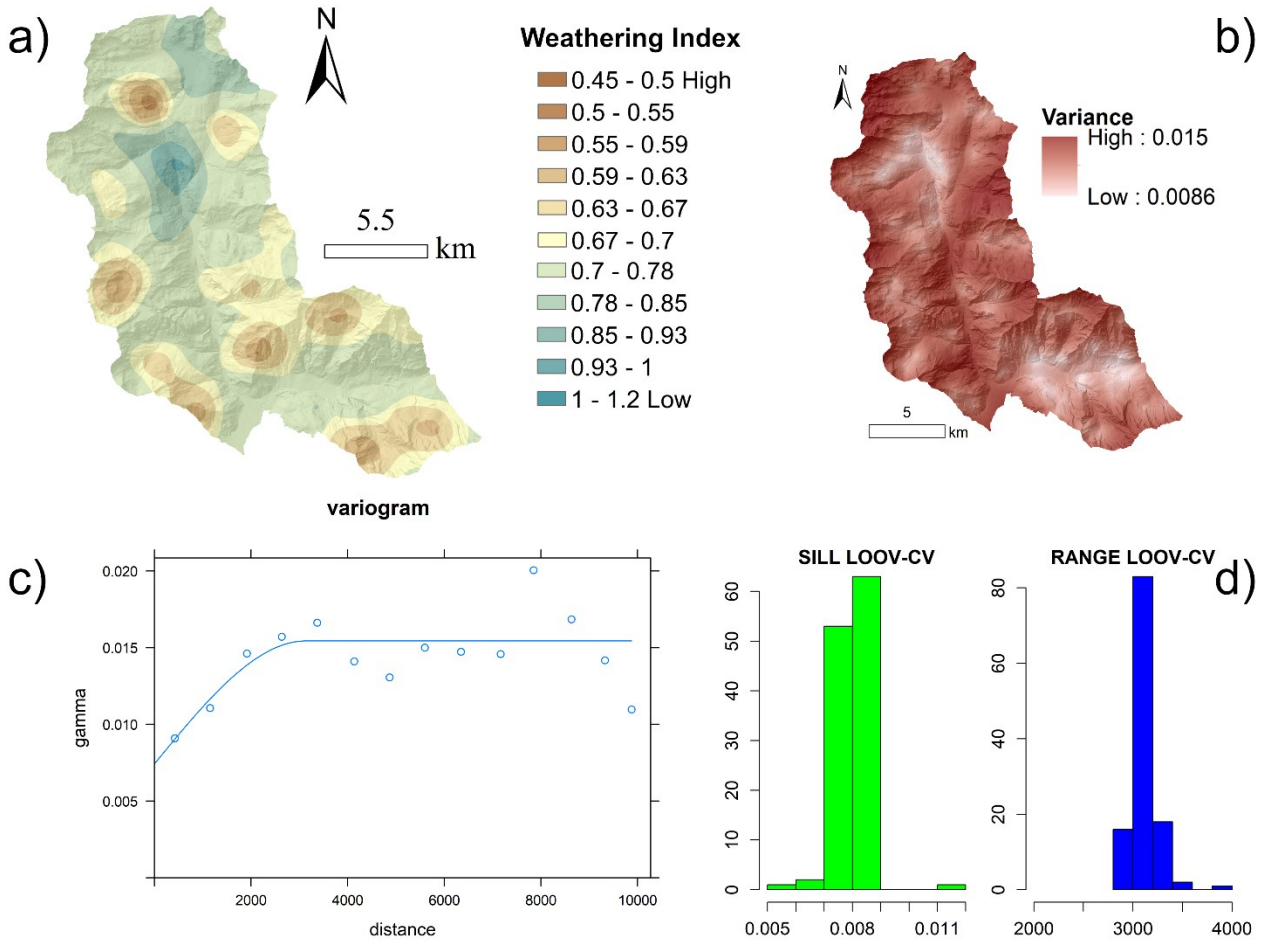 a)
N
Weathering Index
0.45 - 0.5 High
0.5 - 0.55
0.55 - 0.59
0.59 - 0.63
0.63 - 0.67
0.67 - 0.7
0.7 - 0.78
0.78 - 0.85
0.85 - 0.93
0.93 - 1
1 - 1.2 Low
5.5
km
b)
N
Variance
High : 0.015
Low : 0.0086
5
km
c)
variogram
gamma
0.020
0.015
0.010
0.005
2000 4000 6000 8000 10000
distance
d)
SILL LOOV-CV
60
50
40
30
20
10
0
0.005 0.008 0.011
RANGE LOOV-CV
80
60
40
20
0
2000 3000 4000